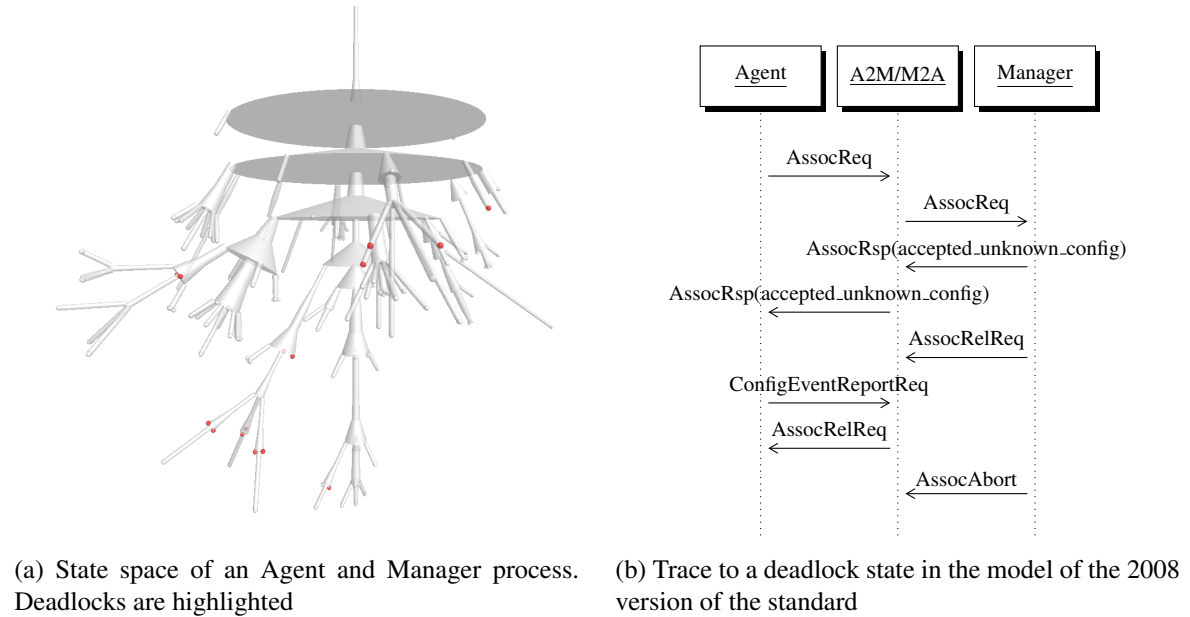 Agent
A2M/M2A
Manager
AssocReq
AssocReq
AssocRsp(accepted_unknown_config)
AssocRsp(accepted_unknown_config)
AssocRelReq
ConfigEventReportReq
AssocRelReq
AssocAbort
(a) State space of an Agent and Manager process.
Deadlocks are highlighted
(b) Trace to a deadlock state in the model of the 2008
version of the standard